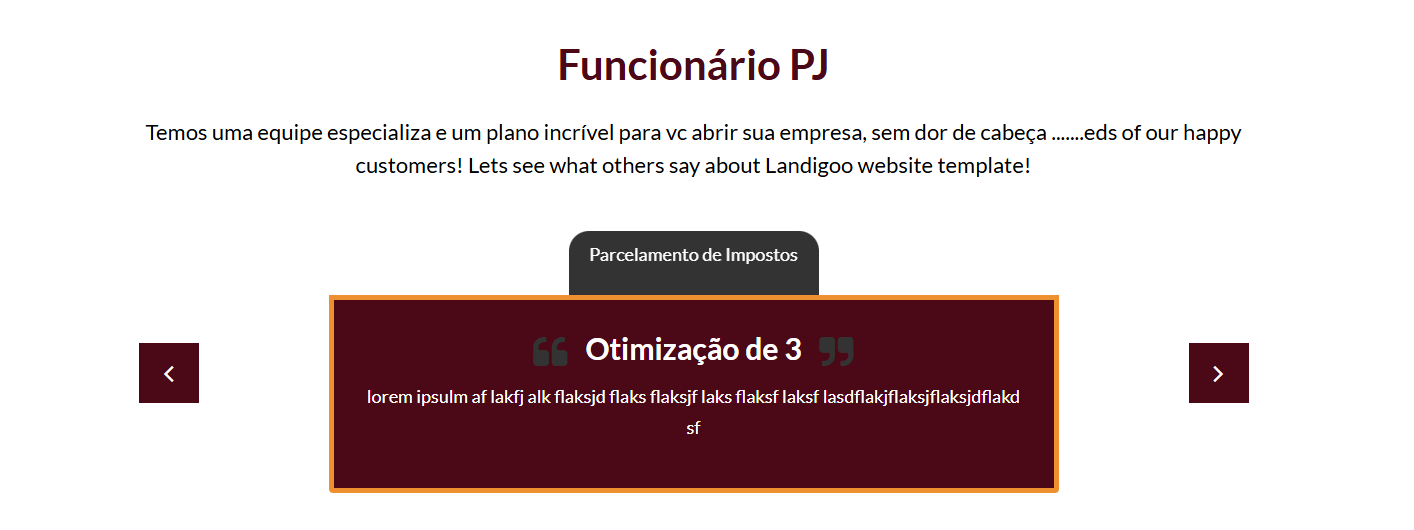 Funcionário PJ
Temos uma equipe especializa e um plano incrível para vc abrir sua empresa, sem dor de cabeça .......eds of our happy
customers! Lets see what others say about Landigoo website template!
Parcelamento de Impostos
Otimização de 3
lorem ipsulm af lakfj alk flaksjd flaks flaksjf laks flaksf laksf lasdflakjflaksjflaksjdflakd
sf